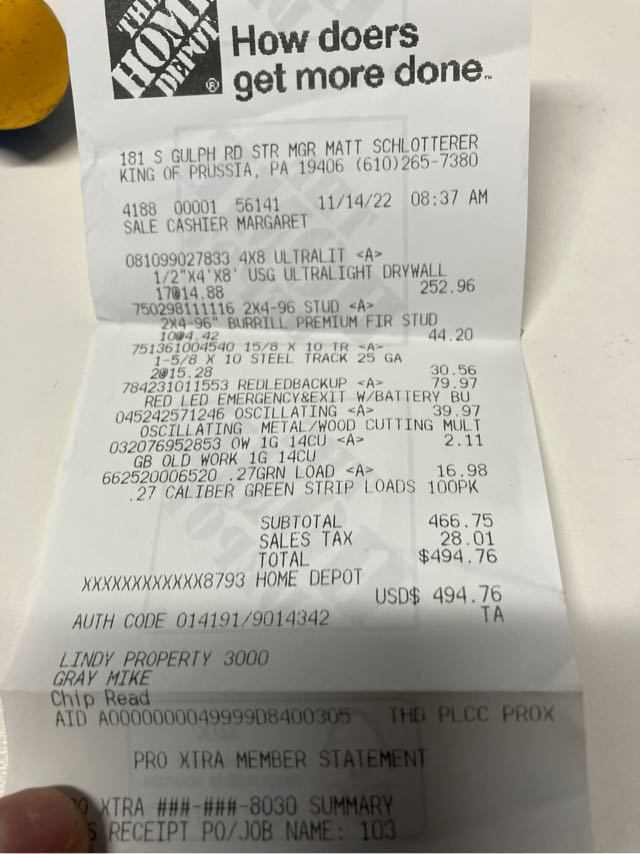 THE
HOME
DEPOT
®
How doers
get more done™
181 S GULPH RD STR MGR MATT SCHLOTTERER
KING OF PRUSSIA, PA 19406 (610)265-7380
4188 00001 56141 11/14/22 08:37 AM
SALE CASHIER MARGARET
081099027833 4X8 ULTRALIT <A>
1/2"X4'X8' USG ULTRALIGHT DRYWALL
17@14.88 252.96
750298111116 2X4-96 STUD <A>
2X4-96" BURRILL PREMIUM FIR STUD
10@4.42 44.20
751361004540 15/8 X 10 TR <A>
1-5/8 X 10 STEEL TRACK 25 GA
2@15.28 30.56
784231011553 REDLEDBACKUP <A> 79.97
RED LED EMERGENCY&EXIT W/BATTERY BU
045242571246 OSCILLATING <A> 39.97
OSCILLATING METAL/WOOD CUTTING MULT
032076952853 OW 1G 14CU <A> 2.11
GB OLD WORK 1G 14CU
662520006520 .27GRN LOAD <A> 16.98
.27 CALIBER GREEN STRIP LOADS 100PK
SUBTOTAL 466.75
SALES TAX 28.01
TOTAL $494.76
XXXXXXXXXXXX8793 HOME DEPOT
USD$ 494.76
AUTH CODE 014191/9014342 TA
LINDY PROPERTY 3000
GRAY MIKE
Chip Read
AID A0000000049999D8400305 THD PLCC PROX
PRO XTRA MEMBER STATEMENT
XTRA ###-###-8030 SUMMARY
RECEIPT PO/JOB NAME: 103